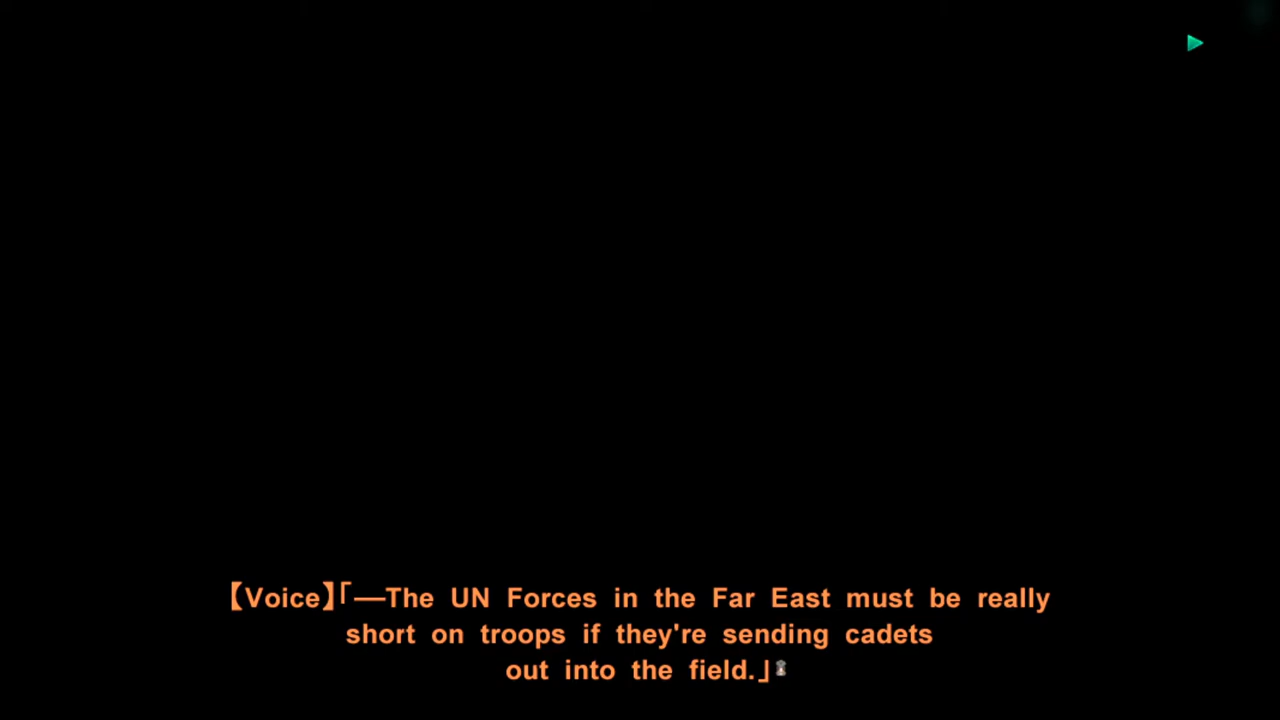 【Voice】「―The UN Forces in the Far East must be really
short on troops if they're sending cadets
out into the field.」